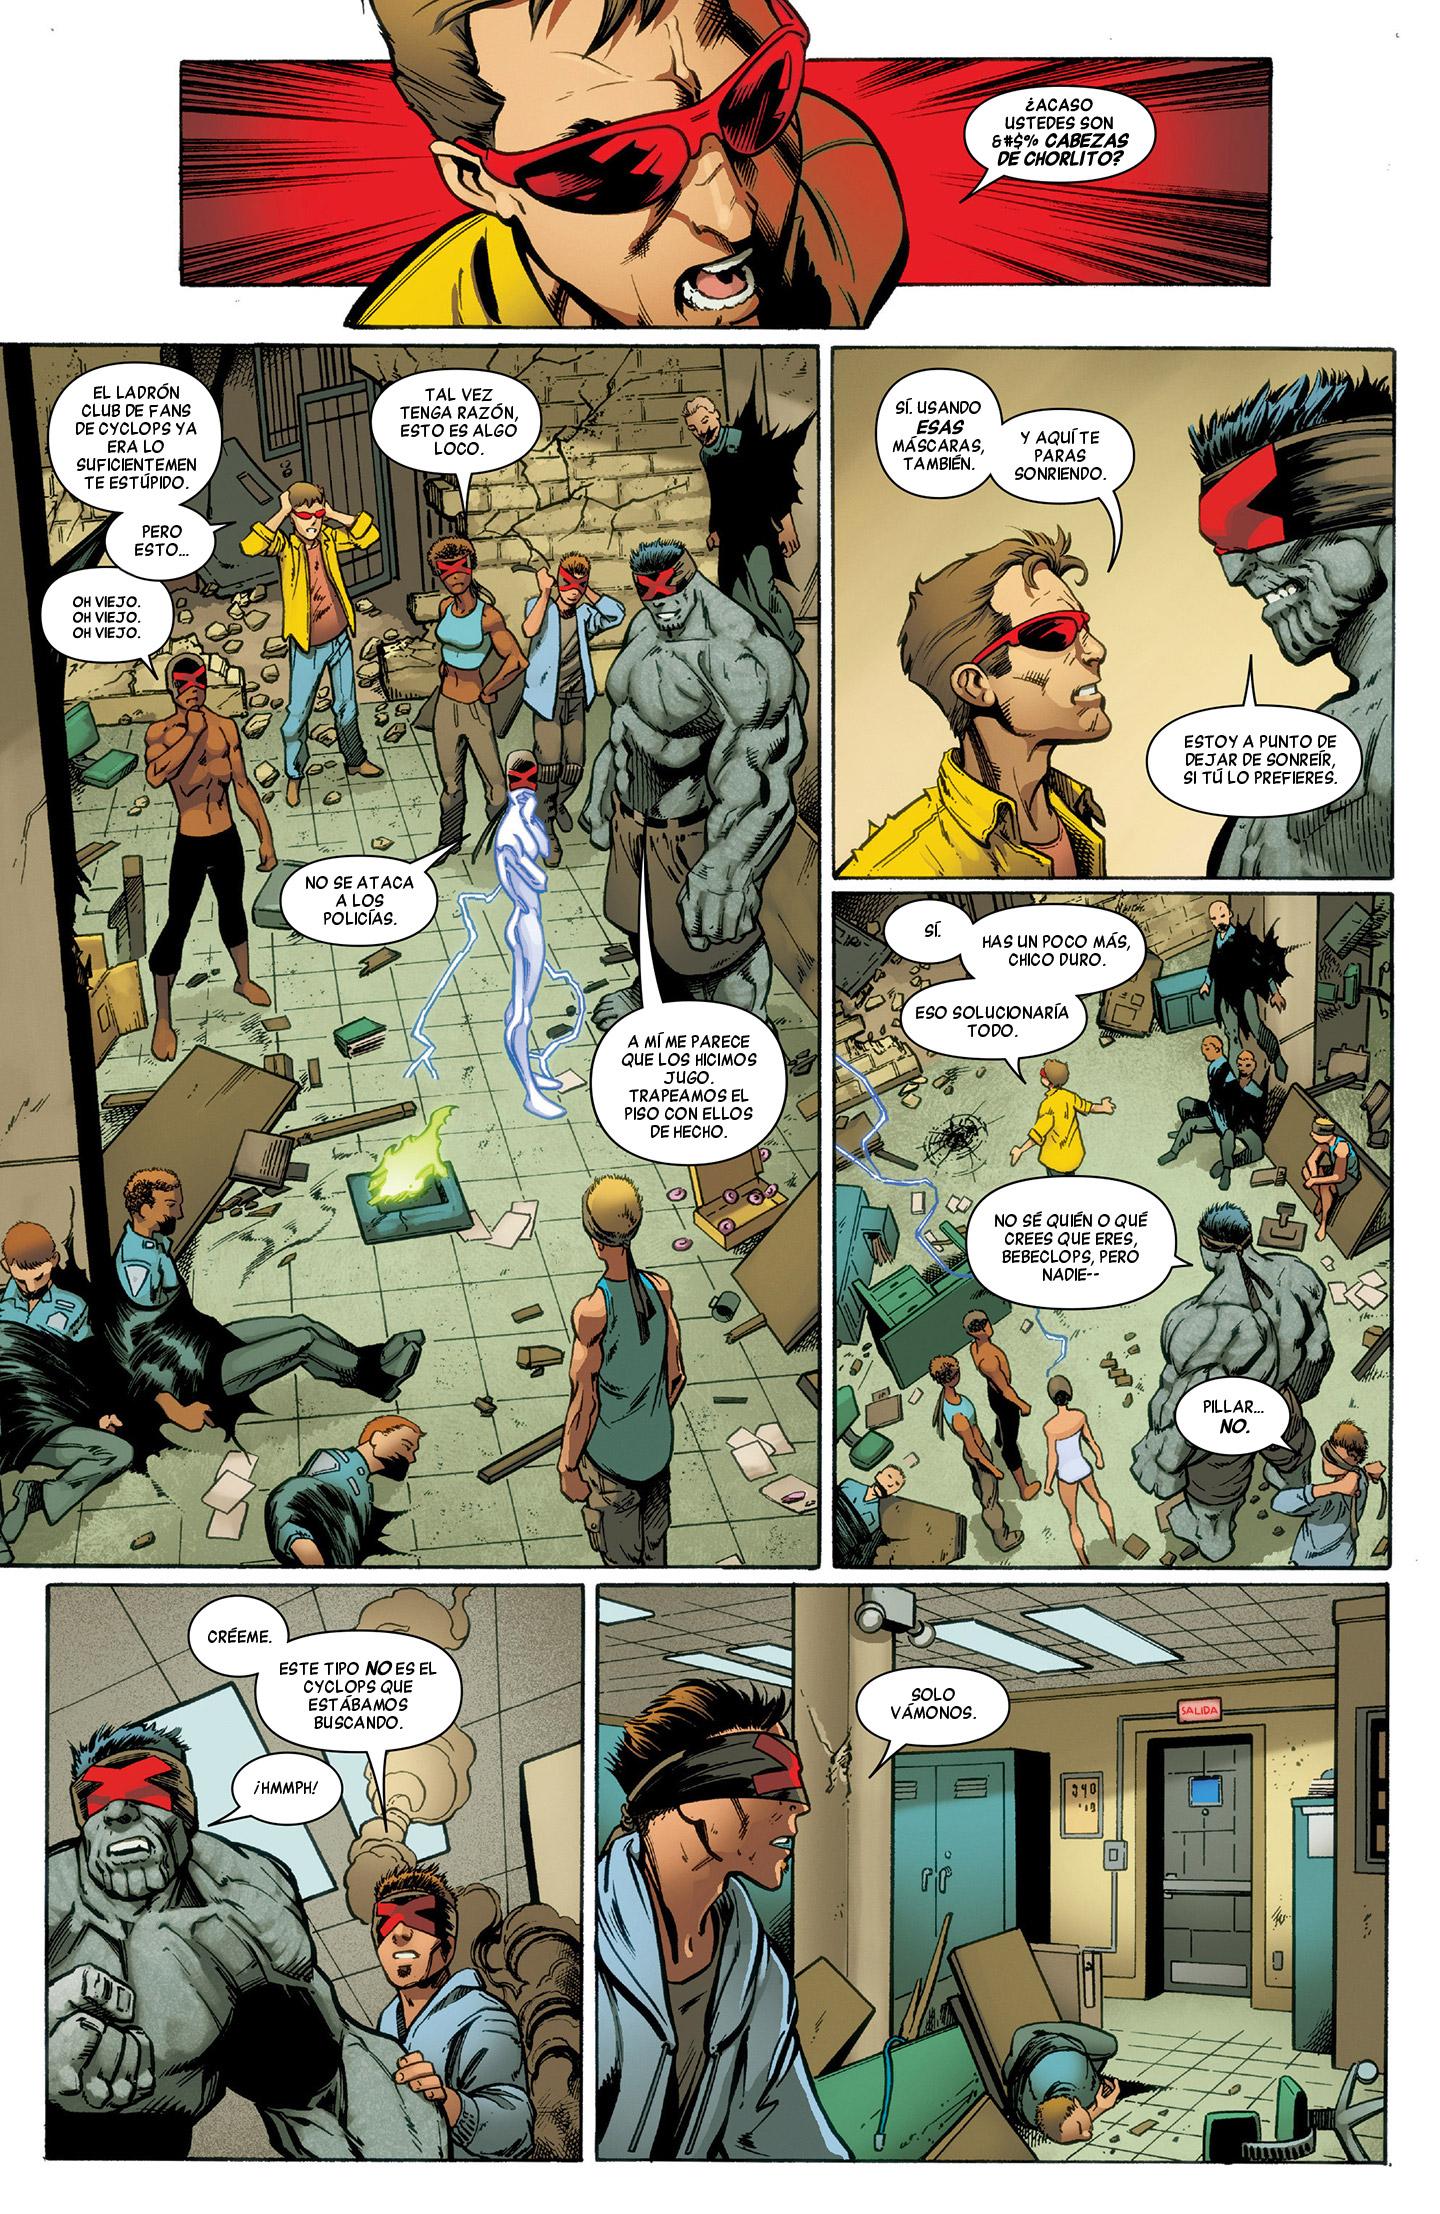 ¿ACASO
USTEDES SON
&#$% CABEZAS
DE CHORLITO?
EL LADRÓN
CLUB DE FANS
DE CYCLOPS YA
ERA LO
SUFICIENTEMEN
TE ESTÚPIDO.
PERO
ESTO...
OH VIEJO.
OH VIEJO.
OH VIEJO.
TAL VEZ
TENGA RAZÓN,
ESTO ES ALGO
LOCO.
NO SE ATACA
A LOS
POLICÍAS.
A MÍ ME PARECE
QUE LOS HICIMOS
JUGO.
TRAPEAMOS EL
PISO CON ELLOS
DE HECHO.
SÍ. USANDO
ESAS
MÁSCARAS,
TAMBIÉN.
Y AQUÍ TE
PARAS
SONRIENDO.
ESTOY A PUNTO DE
DEJAR DE SONREÍR,
SI TÚ LO PREFIERES.
SÍ.
HAS UN POCO MÁS,
CHICO DURO.
ESO SOLUCIONARÍA
TODO.
NO SÉ QUIÉN O QUÉ
CREES QUE ERES,
BEBECLOPS, PERO
NADIE--
PILLAR...
NO.
CRÉEME.
ESTE TIPO NO ES EL
CYCLOPS QUE
ESTÁBAMOS
BUSCANDO.
¡HMMPH!
SOLO
VÁMONOS.
SALIDA